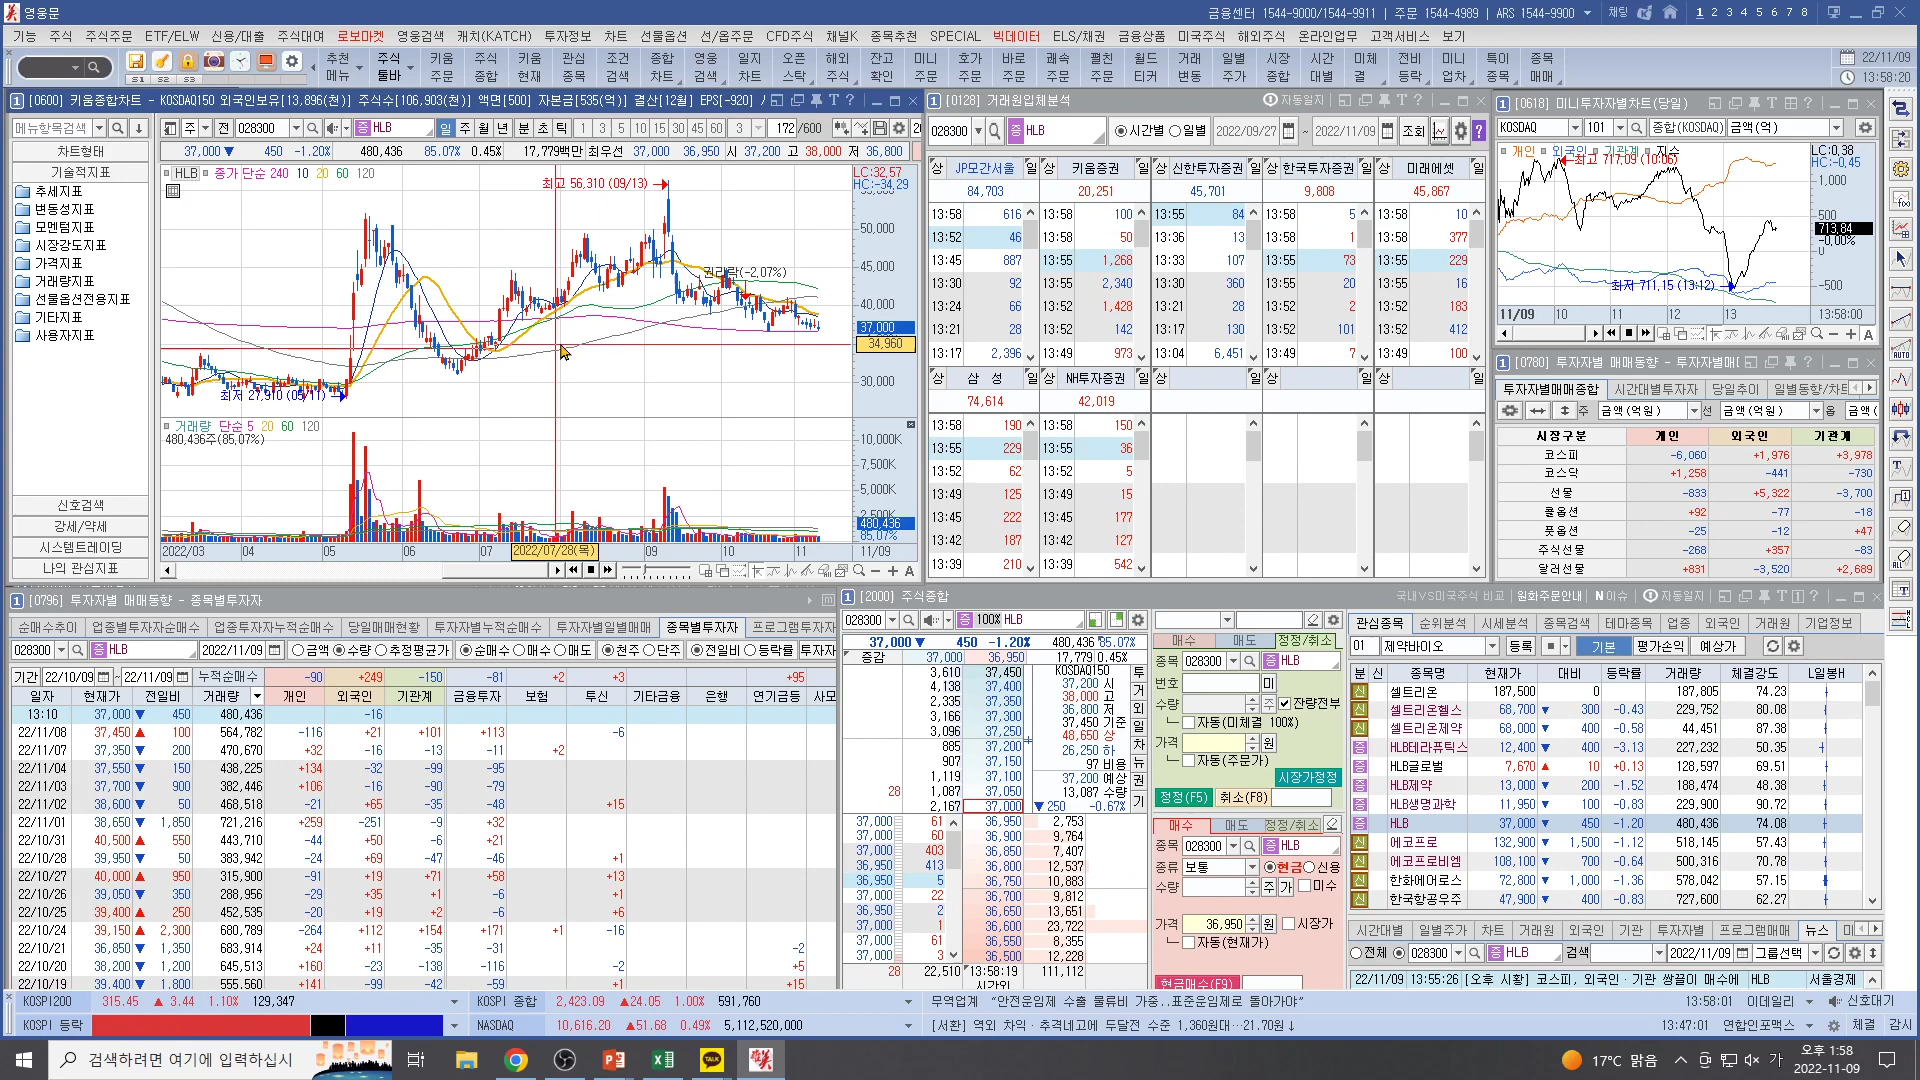 영웅문
금융센터 1544-9000/1544-9911 | 주문 1544-4989 | ARS 1544-9900 채팅 1 2 3 4 5 6 7 8
기능 주식 주식주문 ETF/ELW 신용/대출 주식대여 로보마켓 영웅검색 캐치(KATCH) 투자정보 차트 선물옵션 선/옵주문 CFD주식 채널K 종목추천 SPECIAL 빅데이터 ELS/채권 금융상품 미국주식 해외주식 온라인업무 고객서비스 보기
추천 메뉴 주식 툴바 키움 주문 주식 종합 키움 현재 관심 종목 조건 검색 종합 차트 영웅 검색 일지 차트 오픈 스탁 해외 주식 잔고 확인 미니 주문 호가 주문 바로 주문 쾌속 주문 펼친 주문 월드 티커 거래 변동 일별 주가 시장 종합 시간 대별 미체 결 전비 등락 미니 업차 특이 종목 종목 매매
S1 S2 S3
22/11/09
13:58:20
[0600] 키움종합차트 - KOSDAQ150 외국인보유[13,896(천)] 주식수[106,903(천)] 액면[500] 자본금[535(억)] 결산[12월] EPS[-920]
메뉴항목검색
차트형태
기술적지표
추세지표
변동성지표
모멘텀지표
시장강도지표
가격지표
거래량지표
선물옵션전용지표
기타지표
사용자지표
신호검색
강세/약세
시스템트레이딩
나의 관심지표
주 전 028300 증 HLB 일 주 월 년 분 초 틱 1 3 5 10 15 30 45 60 3 172 /600
37,000 ▼ 450 -1.20% 480,436 85.07% 0.45% 17,779백만 최우선 37,000 36,950 시 37,200 고 38,000 저 36,800
HLB 종가 단순 240 10 20 60 120
LC:32.57
HC:-34.29
최고 56,310 (09/13)
권리락(-2.07%)
최저 27,910 (05/11)
50,000
45,000
40,000
37,000
34,960
30,000
거래량 단순 5 20 60 120
480,436주(85.07%)
10,000K
7,500K
5,000K
480,436
85.07%
2022/03 04 05 06 07 2022/07/28(목) 09 10 11 11/09
[0128] 거래원입체분석 자동일지
028300 증 HLB 시간별 일별 2022/09/27 ~ 2022/11/09 조회
상 JP모간서울 일 상 키움증권 일 상 신한투자증권 일 상 한국투자증권 일 상 미래에셋 일
84,703 20,251 45,701 9,808 45,867
13:58 616 13:58 100 13:55 84 13:58 5 13:58 10
13:52 46 13:58 50 13:36 13 13:58 1 13:58 377
13:45 887 13:55 1,268 13:33 107 13:55 73 13:55 229
13:30 92 13:55 2,340 13:30 360 13:55 20 13:55 16
13:24 66 13:52 1,428 13:21 28 13:52 2 13:52 183
13:21 28 13:52 142 13:17 130 13:52 101 13:52 412
13:17 2,396 13:49 973 13:04 6,451 13:49 7 13:49 100
상 삼 성 일 상 NH투자증권 일 상 일 상 일 상 일
74,614 42,019
13:58 190 13:58 150
13:55 229 13:55 36
13:52 62 13:52 5
13:49 125 13:49 15
13:45 222 13:45 177
13:42 187 13:42 127
13:39 210 13:39 542
[0618] 미니투자자별차트(당일)
KOSDAQ 101 종합(KOSDAQ) 금액(억)
개인 외국인 기관계 지수
최고 717.09 (10:06)
최저 711.15 (13:12)
LC:0.38
HC:-0.45
1,000
500
713.84
-0.00%
0
-500
11/09 10 11 12 13 13:58:00
[0780] 투자자별 매매동향 - 투자자별매
투자자별매매종합 시간대별투자자 당일추이 일별동향/차트
주 금액(억원) 선 금액(억원) 옵 금액(
시장구분 개인 외국인 기관계
코스피 -6,060 +1,976 +3,978
코스닥 +1,258 -441 -730
선물 -833 +5,322 -3,700
콜옵션 +92 -77 -18
풋옵션 -25 -12 +47
주식선물 -268 +357 -83
달러선물 +831 -3,520 +2,689
[0796] 투자자별 매매동향 - 종목별투자자
순매수추이 업종별투자자순매수 업종투자자누적순매수 당일매매현황 투자자별누적순매수 투자자별일별매매 종목별투자자 프로그램투자자
028300 증 HLB 2022/11/09 금액 수량 추정평균가 순매수 매수 매도 천주 단주 전일비 등락률 투자자
기간 22/10/09 ~ 22/11/09 누적순매수 -90 +249 -150 -81 +2 +3 +95
일자 현재가 전일비 거래량 개인 외국인 기관계 금융투자 보험 투신 기타금융 은행 연기금등 사모
13:10 37,000 ▼ 450 480,436 -16
22/11/08 37,450 ▲ 100 564,782 -116 +21 +101 +113 -6
22/11/07 37,350 ▼ 200 470,670 +32 -16 -13 -11 +2
22/11/04 37,550 ▼ 150 438,225 +134 -32 -99 -95
22/11/03 37,700 ▼ 900 382,446 +106 -16 -90 -79
22/11/02 38,600 ▼ 50 468,518 -21 +65 -35 -48 +15
22/11/01 38,650 ▼ 1,850 721,216 +259 -251 -9 +32
22/10/31 40,500 ▲ 550 443,710 -44 +50 -6 +21
22/10/28 39,950 ▼ 50 383,942 -24 +69 -47 -46 +1
22/10/27 40,000 ▲ 950 315,900 -91 +19 +71 +58 +13
22/10/26 39,050 ▼ 350 288,956 -29 +35 +1 -6 +1
22/10/25 39,400 ▲ 250 452,535 -20 +19 +2 -6 +6
22/10/24 39,150 ▲ 2,300 680,789 -264 +112 +154 +171 +1 -16
22/10/21 36,850 ▼ 1,350 683,914 +24 +11 -35 -31 -2
22/10/20 38,200 ▼ 1,200 645,513 +160 -23 -138 -116 -2 +5
22/10/19 39,400 ▼ 1,800 555,560 +141 -99 -42 -59 +1 +15
[2000] 주식종합
국내VS미국주식 비교 원화주문안내 N이슈 자동일지
028300 증 100% HLB
37,000 ▼ 450 -1.20% 480,436 85.07%
증감 37,000 36,950 17,779 0.45%
3,610 37,450 KOSDAQ150 투
4,138 37,400 37,200 시 거
2,335 37,350 38,000 고
3,166 37,300 36,800 저 외
3,096 37,250 37,450 기준 일
885 37,200 48,650 상
907 37,150 26,250 하 차
1,119 37,100 97 비용 뉴
1,087 37,050 37,200 예상 권
28 2,167 37,000 13,087 수량 기
▼250 -0.67%
37,000 61 36,950 2,753
37,000 60 36,900 9,764
37,000 403 36,850 7,407
36,950 413 36,800 12,537
36,950 5 36,750 10,883
37,000 22 36,700 9,812
36,950 2 36,650 13,651
37,000 1 36,600 23,722
37,000 61 36,550 8,355
37,000 3 36,500 12,228
28 22,510 13:58:19 111,112
시간외
매수 매도 정정/취소
종목 028300 증 HLB
번호 미
수량 주 잔량전부
자동(미체결 100%)
가격 원
자동(주문가)
시장가정정
정정(F5) 취소(F8)
매수 매도 정정/취소
종목 028300 증 HLB
종류 보통 현금 신용
수량 주 가 미수
가격 36,950 원 시장가
자동(현재가)
현금매수(F9)
관심종목 순위분석 시세분석 종목검색 테마종목 업종 외국인 거래원 기업정보
01 제약바이오 등록 기본 평가손익 예상가
분 신 종목명 현재가 대비 등락률 거래량 체결강도 L일봉H
신 셀트리온 187,500 0 187,805 74.23
신 셀트리온헬스 68,700 ▼ 300 -0.43 229,752 80.08
신 셀트리온제약 68,000 ▼ 400 -0.58 44,451 87.38
증 HLB테라퓨틱스 12,400 ▼ 400 -3.13 227,232 50.35
증 HLB글로벌 7,670 ▲ 10 +0.13 128,597 69.51
증 HLB제약 13,000 ▼ 200 -1.52 188,474 48.38
증 HLB생명과학 11,950 ▼ 100 -0.83 229,900 90.72
증 HLB 37,000 ▼ 450 -1.20 480,436 74.08
신 에코프로 132,900 ▼ 1,500 -1.12 518,145 57.43
신 에코프로비엠 108,100 ▼ 700 -0.64 500,316 70.78
신 한화에어로스 72,800 ▼ 1,000 -1.36 578,042 57.15
신 한국항공우주 47,900 ▼ 400 -0.83 727,600 62.27
시간대별 일별주가 차트 거래원 외국인 기관 투자자별 프로그램매매 뉴스
전체 028300 증 HLB 검색 2022/11/09 그룹선택
22/11/09 13:55:26 [오후 시황] 코스피, 외국인·기관 쌍끌이 매수에 HLB 서울경제
KOSPI200 315.45 ▲ 3.44 1.10% 129,347 KOSPI 종합 2,423.09 ▲24.05 1.00% 591,760 무역업계 “안전운임제 수출 물류비 가중..표준운임제로 돌아가야” 13:58:01 이데일리 신호대기
KOSPI 등락 NASDAQ 10,616.20 ▲51.68 0.49% 5,112,520,000 [서환] 역외 차익·추격네고에 두달전 수준 1,360원대··21.70원↓ 13:47:01 연합인포맥스 체결 감시
검색하려면 여기에 입력하십시
TALK
17°C 맑음 가 오후 1:58
2022-11-09